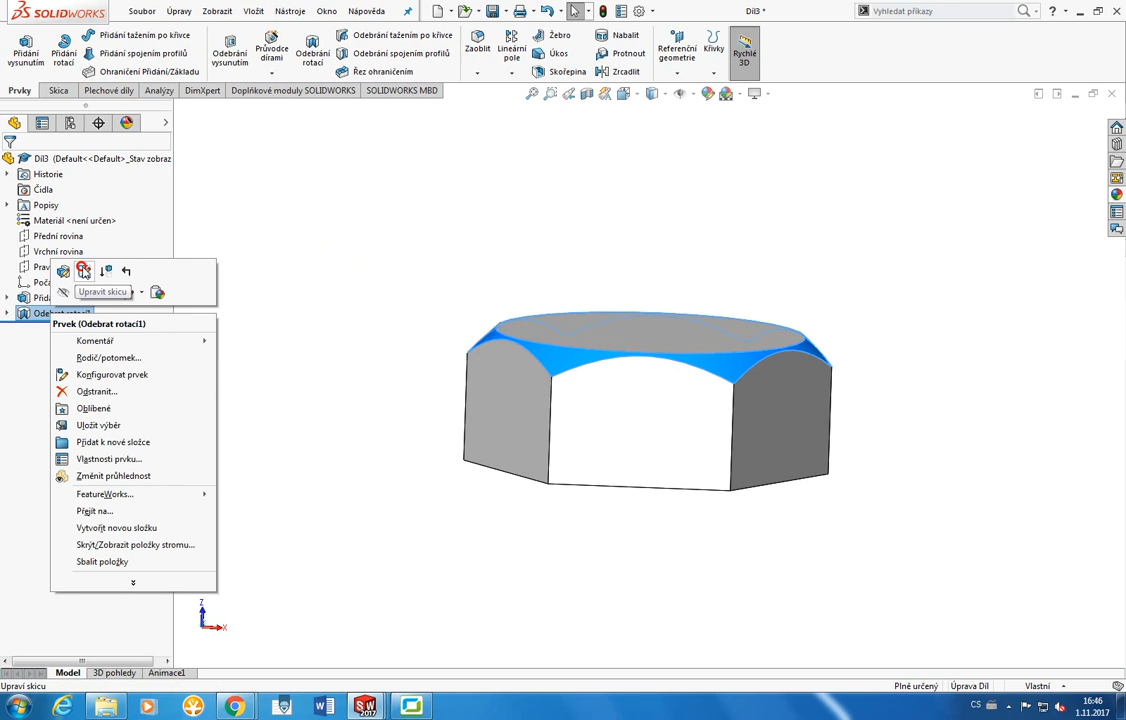 SOLIDWORKS
Soubor Úpravy Zobrazit Vložit Nástroje Okno Nápověda
Díl3 *
Vyhledat příkazy
Přidání vysunutím
Přidání rotací
Přidání tažením po křivce
Přidání spojením profilů
Ohraničení Přidání/Základu
Odebrání vysunutím
Průvodce dírami
Odebrání rotací
Odebrání tažením po křivce
Odebrání spojením profilů
Řez ohraničením
Zaoblit
Lineární pole
Žebro
Úkos
Skořepina
Nabalit
Protnout
Zrcadlit
Referenční geometrie
Křivky
Rychlé 3D
Prvky Skica Plechové díly Analýzy DimXpert Doplňkové moduly SOLIDWORKS SOLIDWORKS MBD
Díl3 (Default<<Default>_Stav zobraz
Historie
Čidla
Popisy
Materiál <není určen>
Přední rovina
Vrchní rovina
Prav
Poča
Přida
Odebrat rotací1
Upravit skicu
Prvek (Odebrat rotací1)
Komentář
Rodič/potomek...
Konfigurovat prvek
Odstranit...
Oblíbené
Uložit výběr
Přidat k nové složce
Vlastnosti prvku...
Změnit průhlednost
FeatureWorks...
Přejít na...
Vytvořit novou složku
Skrýt/Zobrazit položky stromu...
Sbalit položky
Z
X
Model 3D pohledy Animace1
Upraví skicu
Plně určený Úprava Díl Vlastní
CS
16:46
1.11.2017